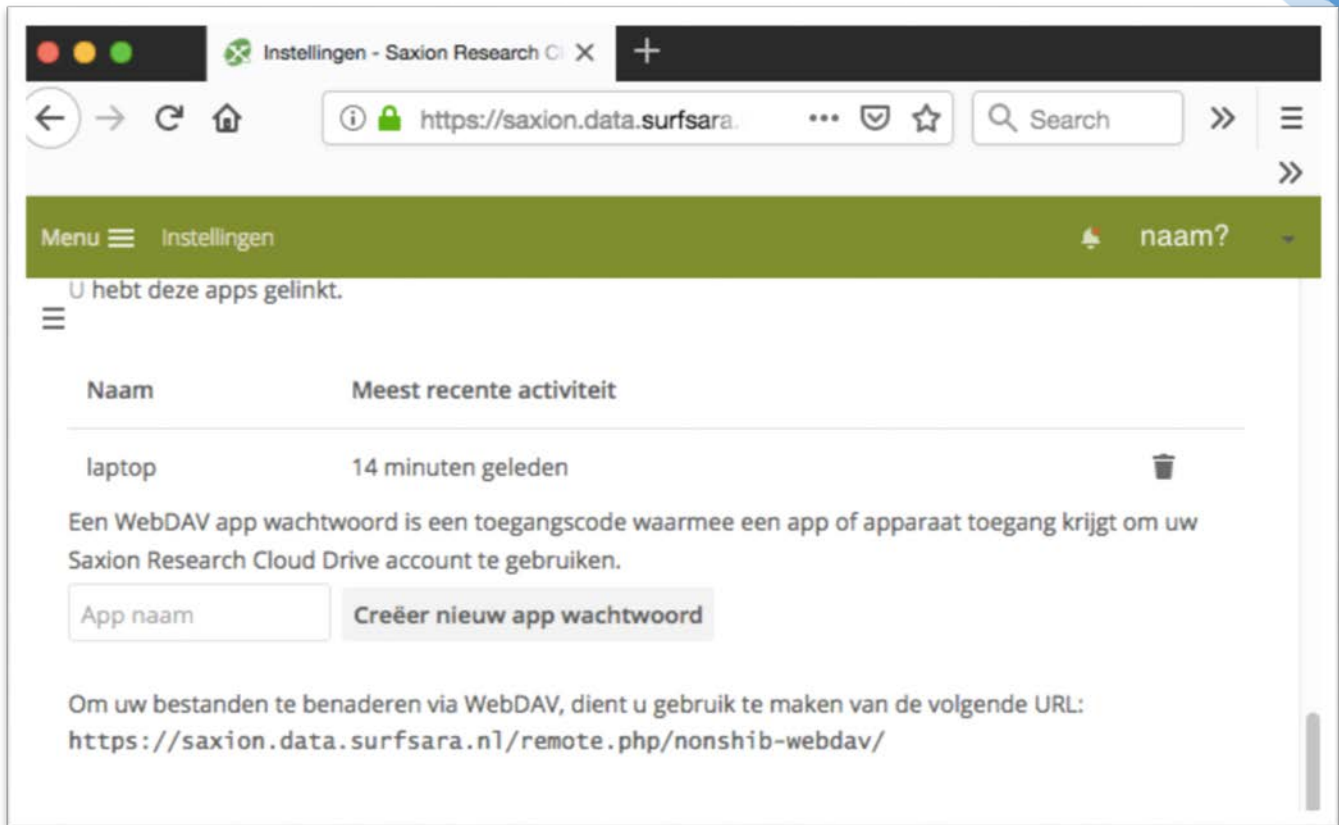 Instellingen - Saxion Research Cl
https://saxion.data.surfsara.
Search
Menu Instellingen naam?
U hebt deze apps gelinkt.
Naam Meest recente activiteit
laptop 14 minuten geleden
Een WebDAV app wachtwoord is een toegangscode waarmee een app of apparaat toegang krijgt om uw
Saxion Research Cloud Drive account te gebruiken.
App naam Creëer nieuw app wachtwoord
Om uw bestanden te benaderen via WebDAV, dient u gebruik te maken van de volgende URL:
https://saxion.data.surfsara.nl/remote.php/nonshib-webdav/